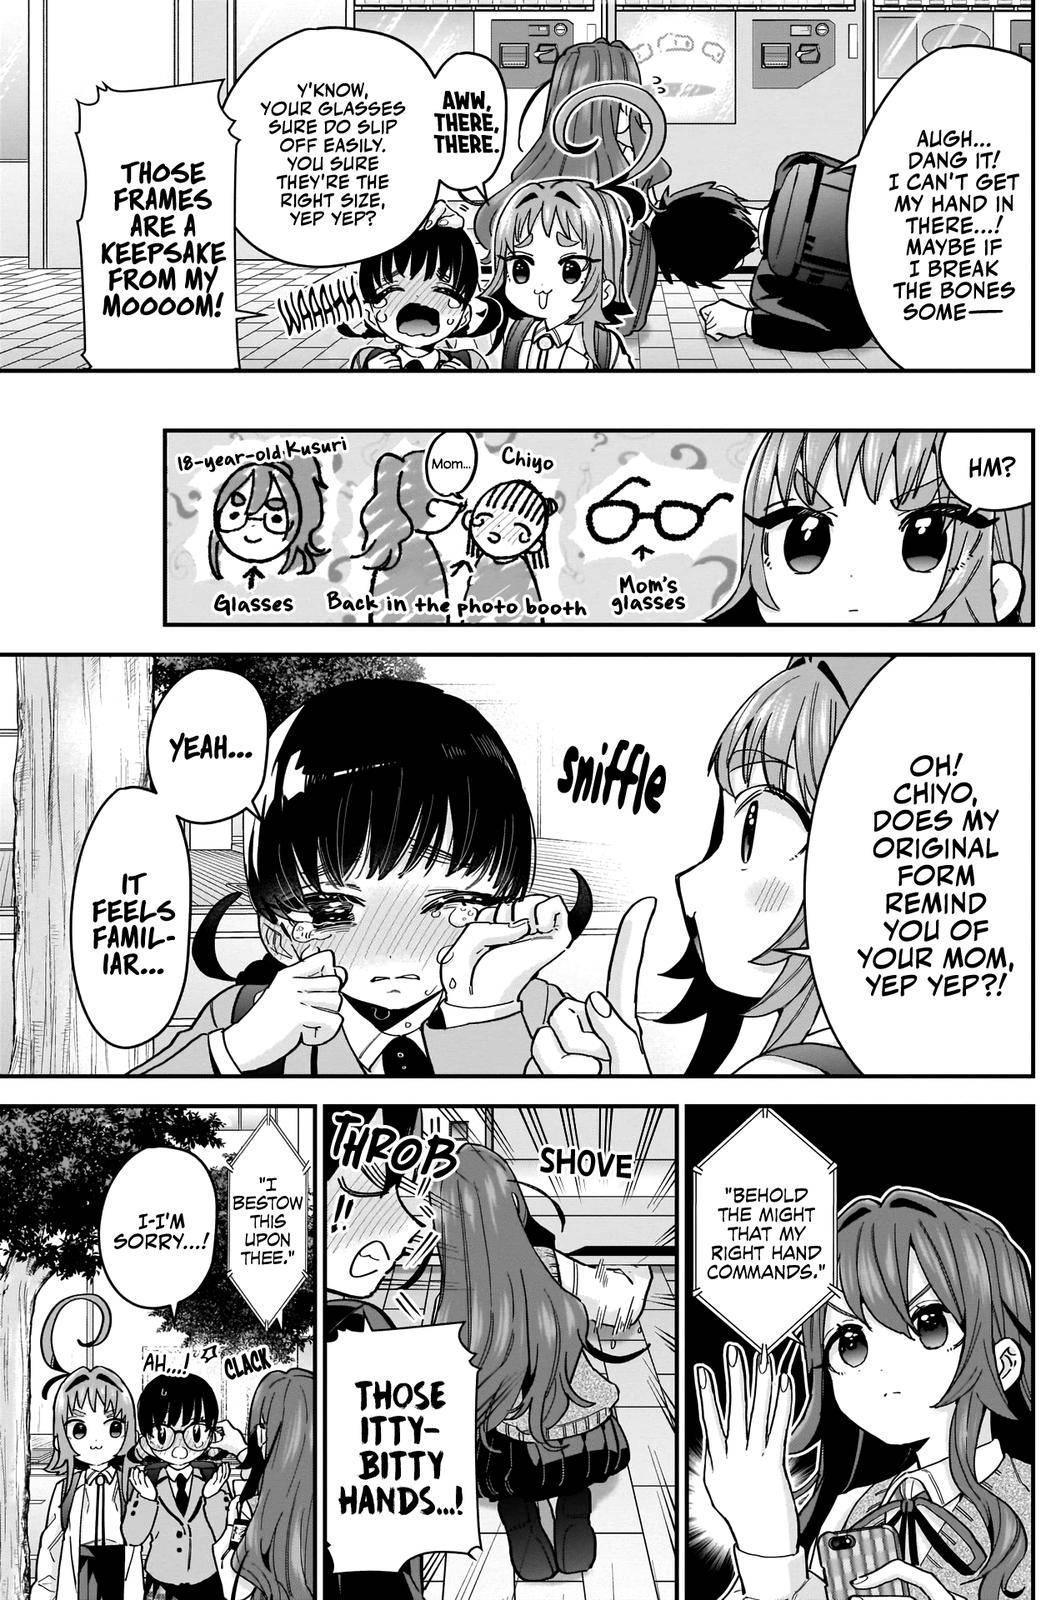 AUGH...
DANG IT!
I CAN'T GET
MY HAND IN
THERE...!
MAYBE IF
I BREAK
THE BONES
SOME—
AWW,
THERE,
THERE.
Y'KNOW,
YOUR GLASSES
SURE DO SLIP
OFF EASILY.
YOU SURE
THEY'RE THE
RIGHT SIZE,
YEP YEP?
WAAAHH
THOSE
FRAMES
ARE A
KEEPSAKE
FROM MY
MOOOOM!
HM?
Mom's
glasses
Chiyo
Mom...
Back in the photo booth
18-year-old Kusuri
Glasses
OH!
CHIYO,
DOES MY
ORIGINAL
FORM
REMIND
YOU OF
YOUR MOM,
YEP YEP?!
sniffle
YEAH...
IT
FEELS
FAMIL-
IAR...
"BEHOLD
THE MIGHT
THAT MY
RIGHT HAND
COMMANDS."
SHOVE
THROB
!!
THOSE
ITTY-
BITTY
HANDS...!
"I
BESTOW
THIS
UPON
THEE."
CLACK
AH...!
I-I'M
SORRY...!